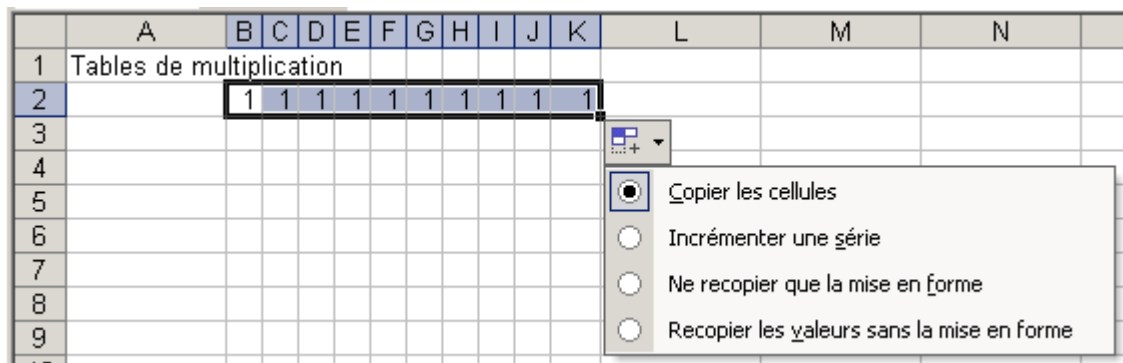 A B C D E F G H I J K L M N
1 Tables de multiplication
2 1 1 1 1 1 1 1 1 1 1
3
4
5 Copier les cellules
6 Incrémenter une série
7 Ne recopier que la mise en forme
8
9 Recopier les valeurs sans la mise en forme